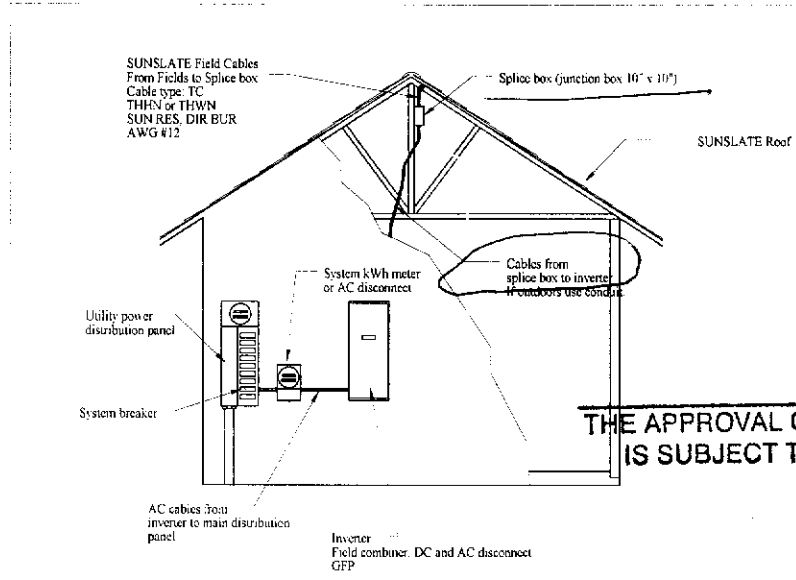 SUNSLATE Field Cables
From Fields to Splice box
Cable type: TC
THHN or THWN
SUN RES, DIR BUR
AWG #12
Splice box (junction box 10" x 10")
SUNSLATE Roof
Cables from
splice box to inverter
If outdoors use conduit
System kWh meter
or AC disconnect
Utility power
distribution panel
System breaker
THE APPROVAL
IS SUBJECT
AC cables from
inverter to main distribution
panel
Inverter
Field combiner, DC and AC disconnect
GFP